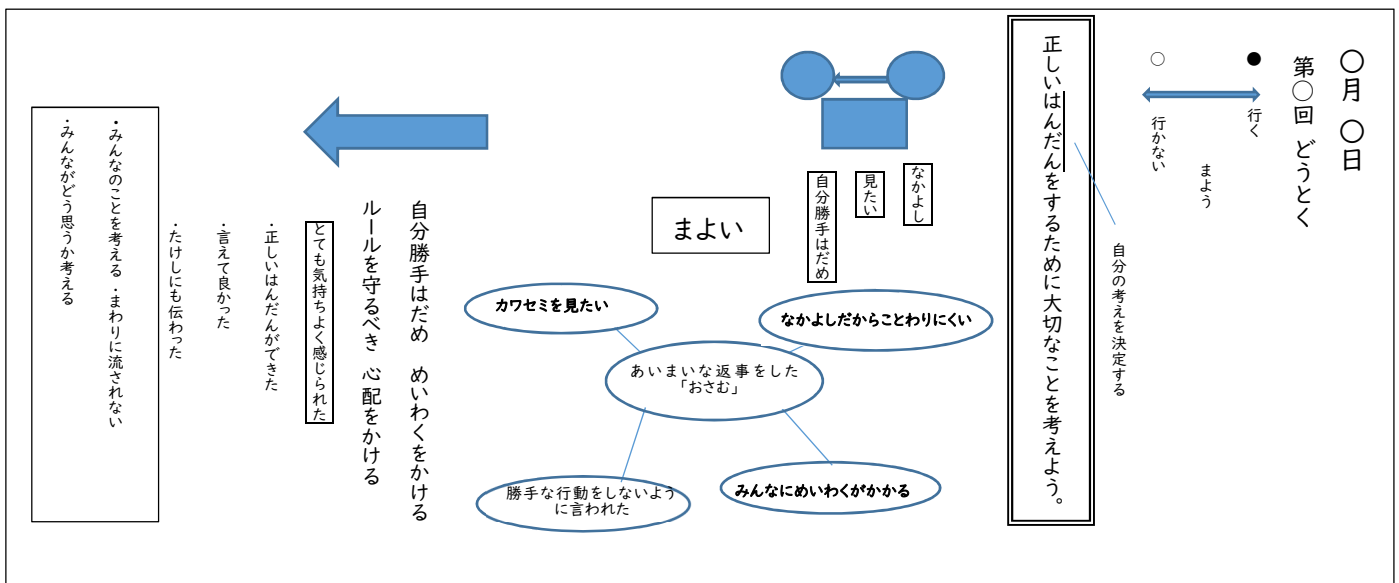 〇月 〇日
第〇回 どうとく
● 行く
まよう
○ 行かない
自分の考えを決定する
正しいはんだんをするために大切なことを考えよう。
なかよし
見たい
自分勝手はだめ
まよい
カワセミを見たい
なかよしだからことわりにくい
あいまいな返事をした
「おさむ」
勝手な行動をしないよう
に言われた
みんなにめいわくがかかる
自分勝手はだめ めいわくをかける
ルールを守るべき 心配をかける
とても気持ちよく感じられた
・正しいはんだんができた
・言えて良かった
・たけしにも伝わった
・みんなのことを考える ・まわりに流されない
・みんながどう思うか考える